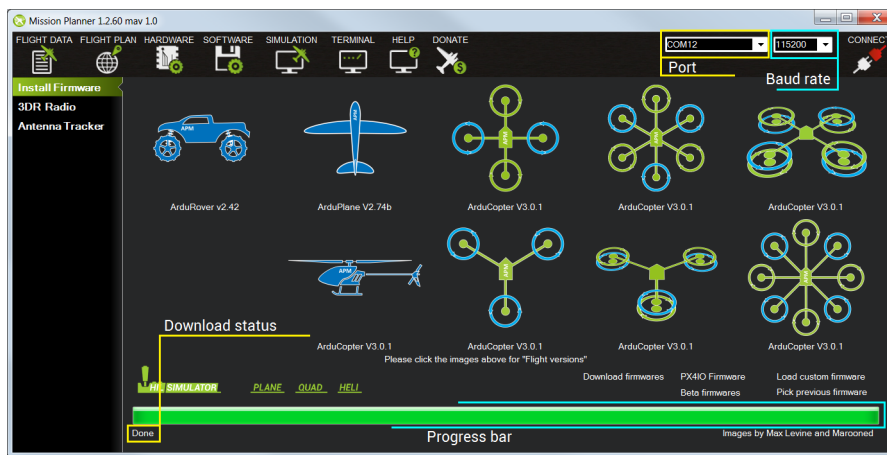 Mission Planner 1.2.60 mav 1.0
FLIGHT DATA FLIGHT PLAN HARDWARE SOFTWARE SIMULATION TERMINAL HELP DONATE
COM12 115200 CONNECT
Port
Baud rate
Install Firmware
3DR Radio
Antenna Tracker
APM APM APM APM
ArduRover v2.42 ArduPlane V2.74b ArduCopter V3.0.1 ArduCopter V3.0.1 ArduCopter V3.0.1
APM APM APM
Download status
ArduCopter V3.0.1 ArduCopter V3.0.1 ArduCopter V3.0.1 ArduCopter V3.0.1
Please click the images above for "Flight versions"
Download firmwares PX4IO Firmware Load custom firmware
SIMULATOR PLANE QUAD HELI
Beta firmwares Pick previous firmware
Done
Progress bar
Images by Max Levine and Marooned